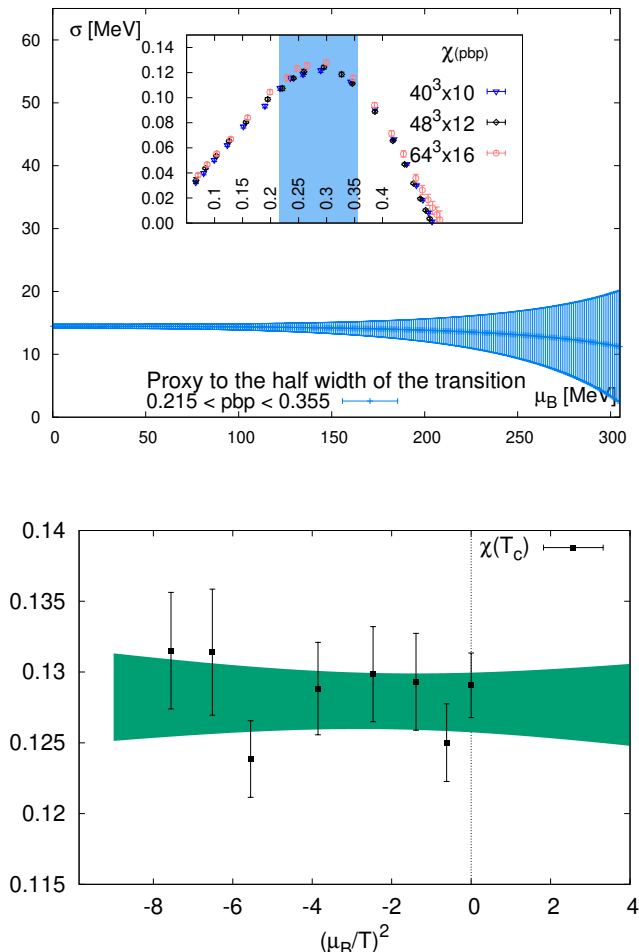 σ [MeV]
60
50
40
30
20
10
0
0.14
0.12
0.10
0.08
0.06
0.04
0.02
0.00
0.1
0.15
0.2
0.25
0.3
0.35
0.4
χ(pbp)
40³x10
48³x12
64³x16
Proxy to the half width of the transition
0.215 < pbp < 0.355
μ_B [MeV]
0 50 100 150 200 250 300
0.14
0.135
0.13
0.125
0.12
0.115
χ(T_c)
-8 -6 -4 -2 0 2 4
(μ_B/T)²